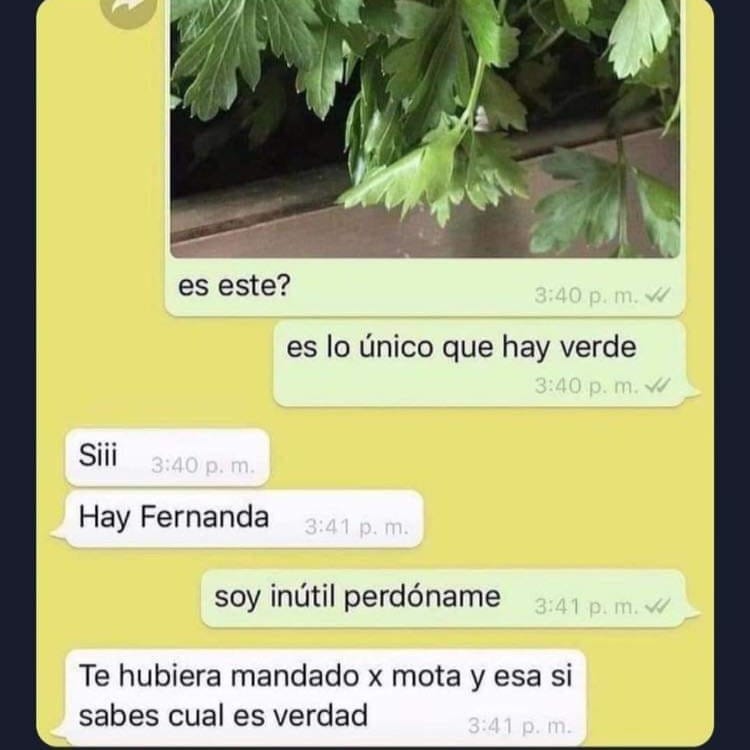 es este?
3:40 p. m.
es lo único que hay verde
3:40 p. m.
Siii 3:40 p. m.
Hay Fernanda 3:41 p. m.
soy inútil perdóname 3:41 p. m.
Te hubiera mandado x mota y esa si
sabes cual es verdad 3:41 p. m.